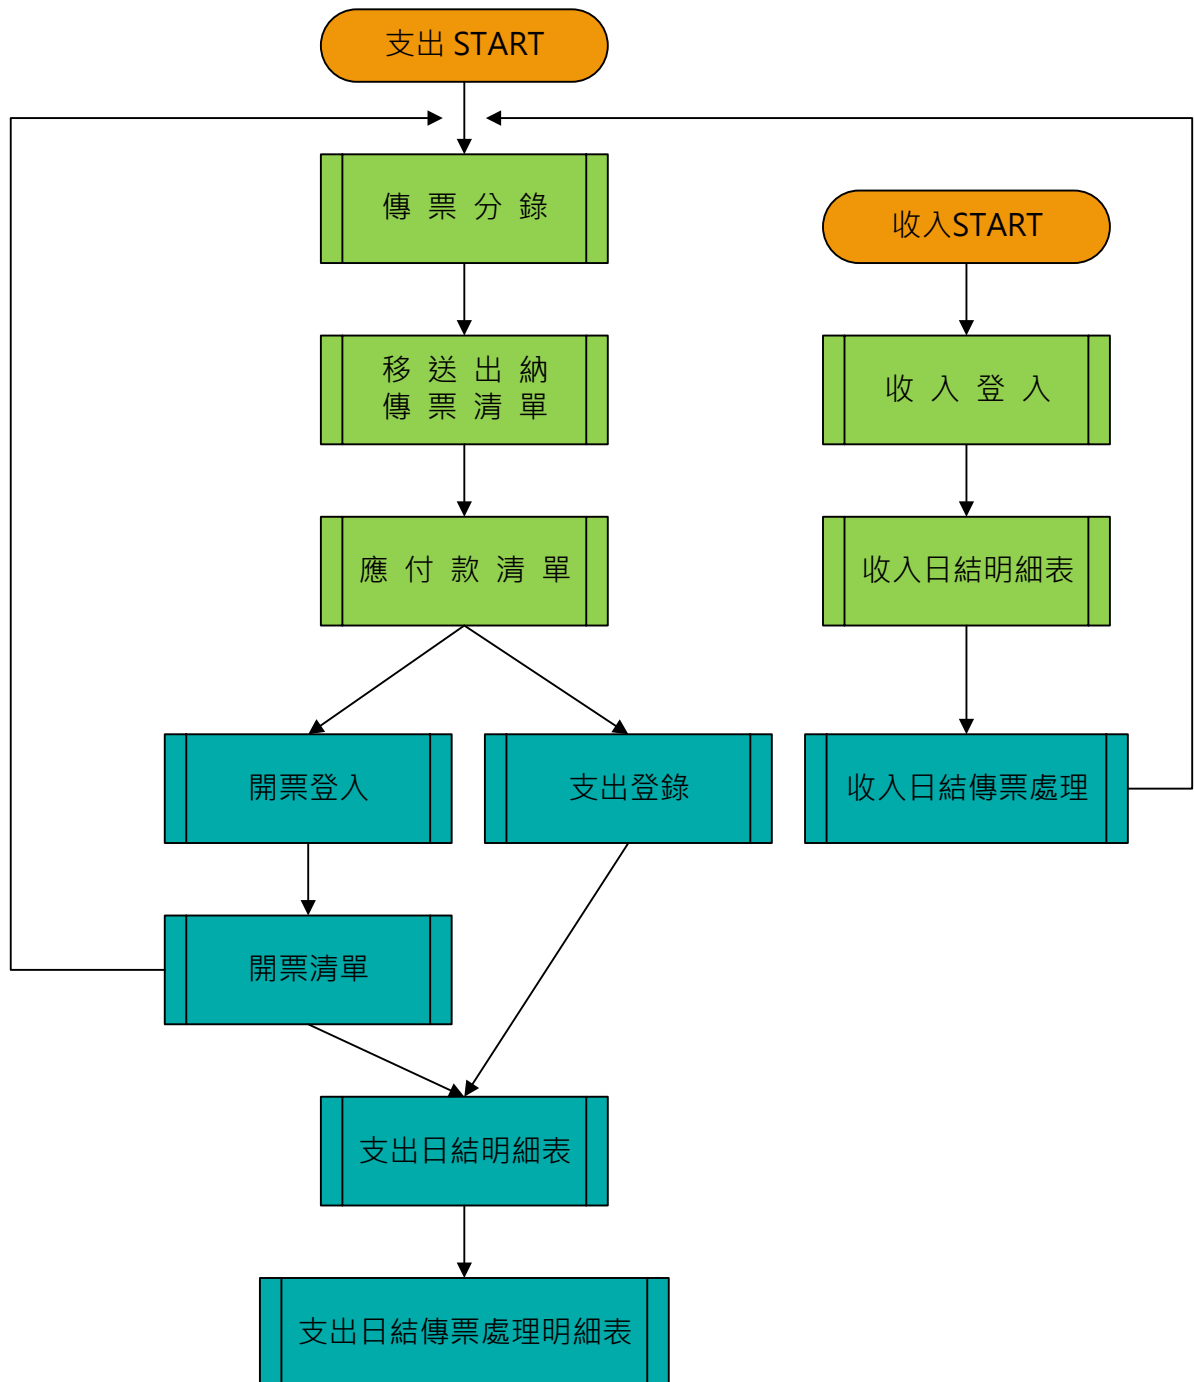 支出 START
傳票分錄
收入START
移送出納
傳票清單
收入登入
應付款清單
收入日結明細表
開票登入
支出登錄
收入日結傳票處理
開票清單
支出日結明細表
支出日結傳票處理明細表